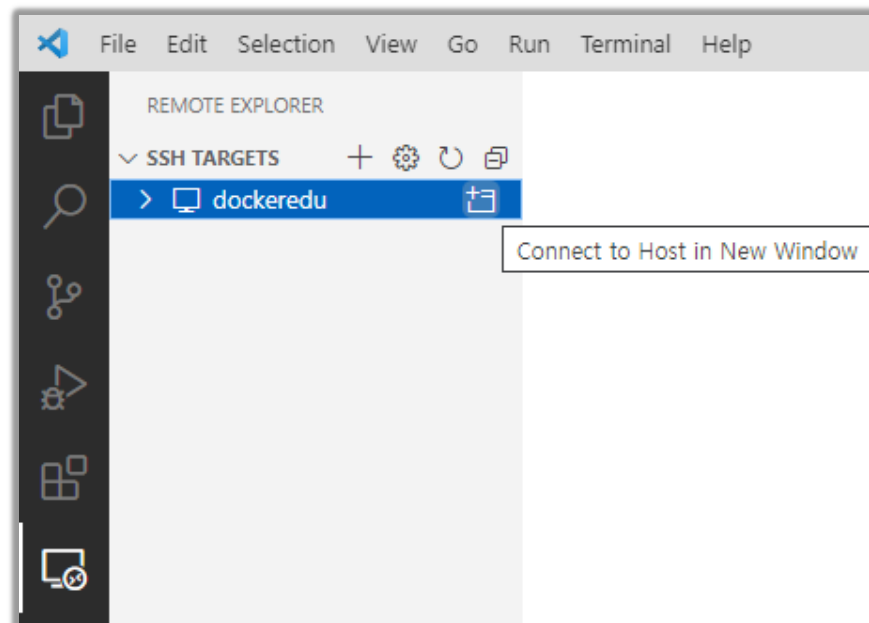 File Edit Selection View Go Run Terminal Help
REMOTE EXPLORER
SSH TARGETS
dockeredu
Connect to Host in New Window